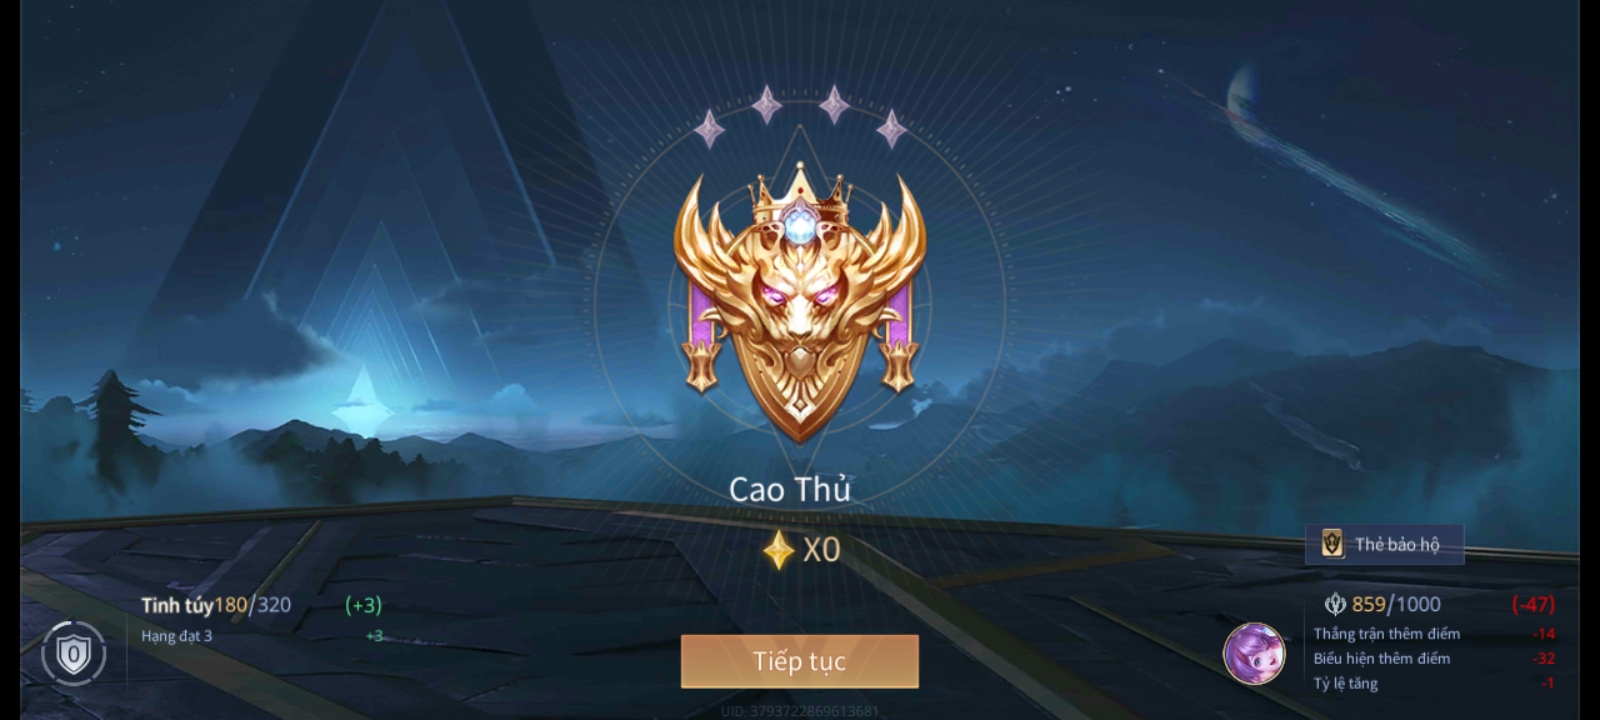 Cao Thủ
X0
Thẻ bảo hộ
Tinh túy180/320 (+3)
Hạng đạt 3 +3
0
Tiếp tục
859/1000 (-47)
Thắng trận thêm điểm -14
Biểu hiện thêm điểm -32
Tỷ lệ tăng -1
UID: 3793722869613681